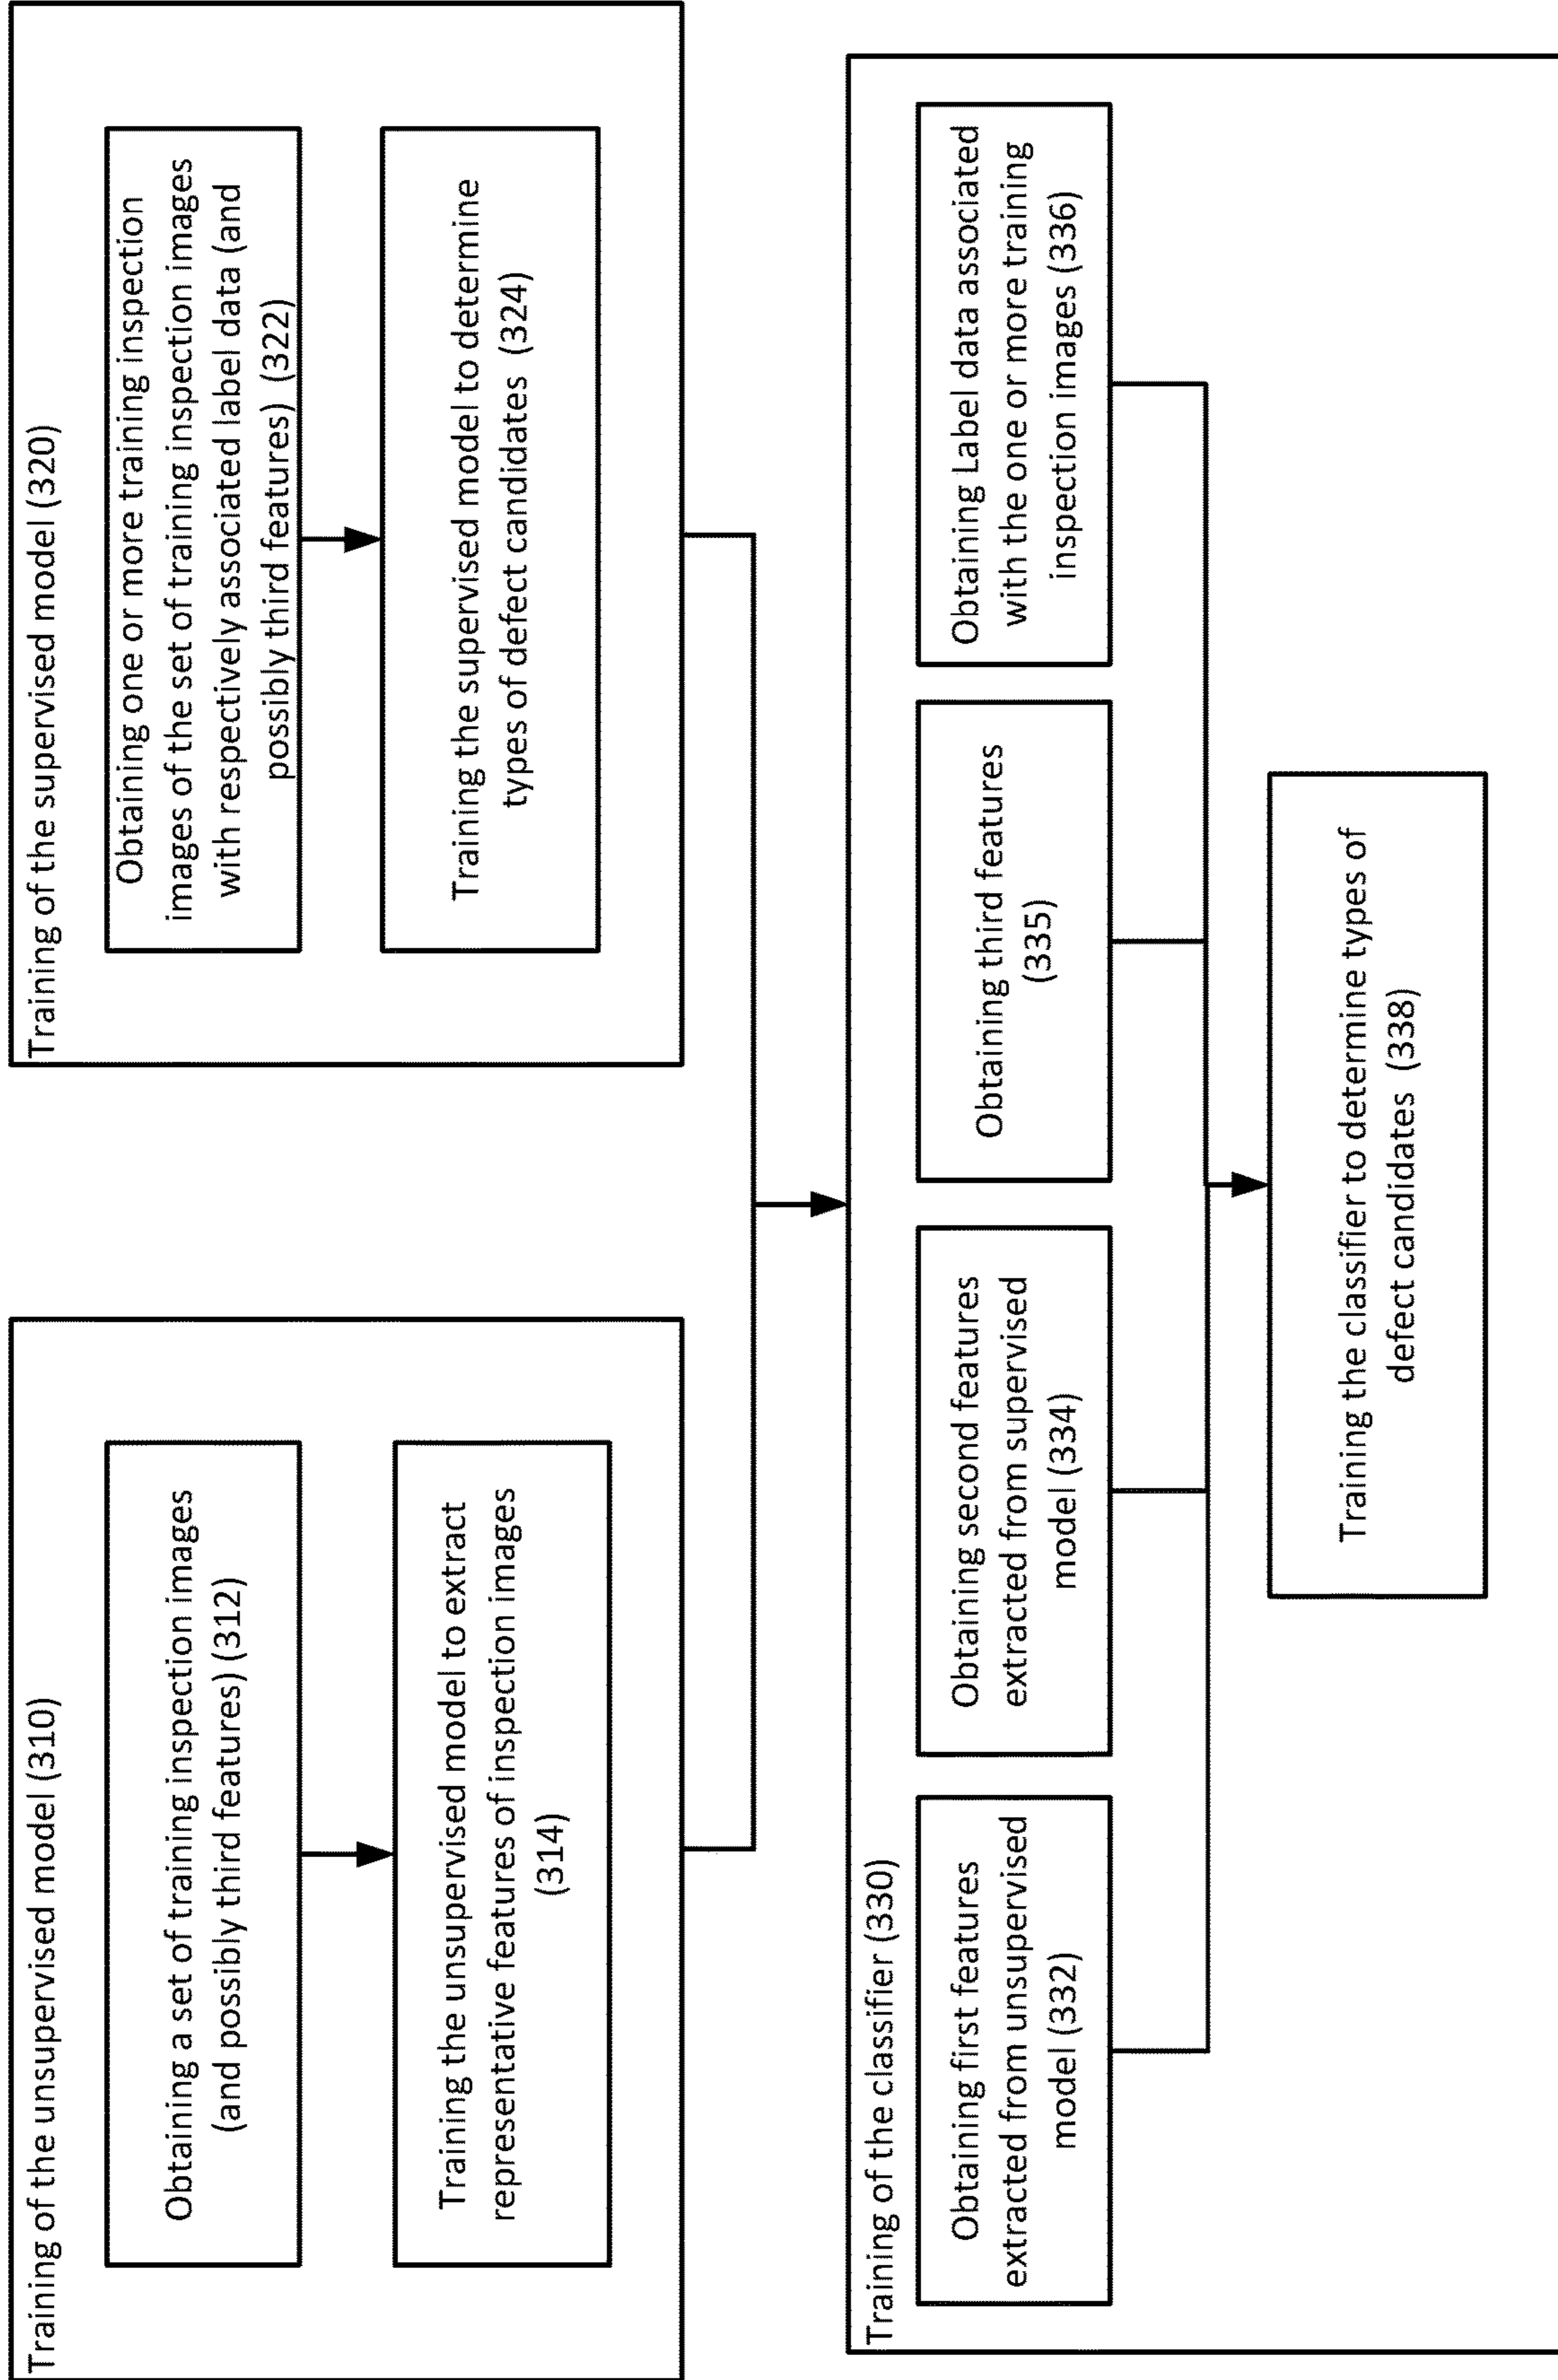 Training of the unsupervised model (310)
Obtaining a set of training inspection images
(and possibly third features) (312)
Training the unsupervised model to extract
representative features of inspection images
(314)
Training of the supervised model (320)
Obtaining one or more training inspection
images of the set of training inspection images
with respectively associated label data (and
possibly third features) (322)
Training the supervised model to determine
types of defect candidates (324)
Training of the classifier (330)
Obtaining first features
extracted from unsupervised
model (332)
Obtaining second features
extracted from supervised
model (334)
Obtaining third features
(335)
Obtaining Label data associated
with the one or more training
inspection images (336)
Training the classifier to determine types of
defect candidates (338)